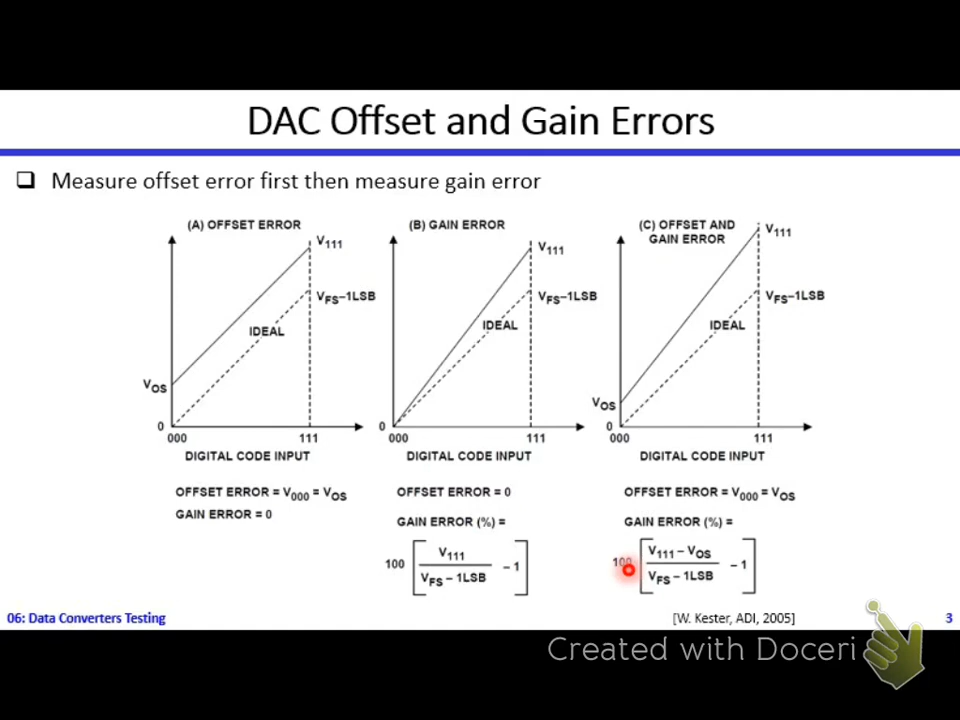 DAC Offset and Gain Errors
❑ Measure offset error first then measure gain error
(A) OFFSET ERROR
V111
VFS–1LSB
IDEAL
VOS
0
000
111
DIGITAL CODE INPUT
OFFSET ERROR = V000 = VOS
GAIN ERROR = 0
(B) GAIN ERROR
V111
VFS–1LSB
IDEAL
0
000
111
DIGITAL CODE INPUT
OFFSET ERROR = 0
GAIN ERROR (%) =
100 [ V111 / VFS – 1LSB – 1 ]
(C) OFFSET AND
GAIN ERROR
V111
VFS–1LSB
IDEAL
VOS
0
000
111
DIGITAL CODE INPUT
OFFSET ERROR = V000 = VOS
GAIN ERROR (%) =
100 [ V111 – VOS / VFS – 1LSB – 1 ]
06: Data Converters Testing
[W. Kester, ADI, 2005]
3
Created with Doceri